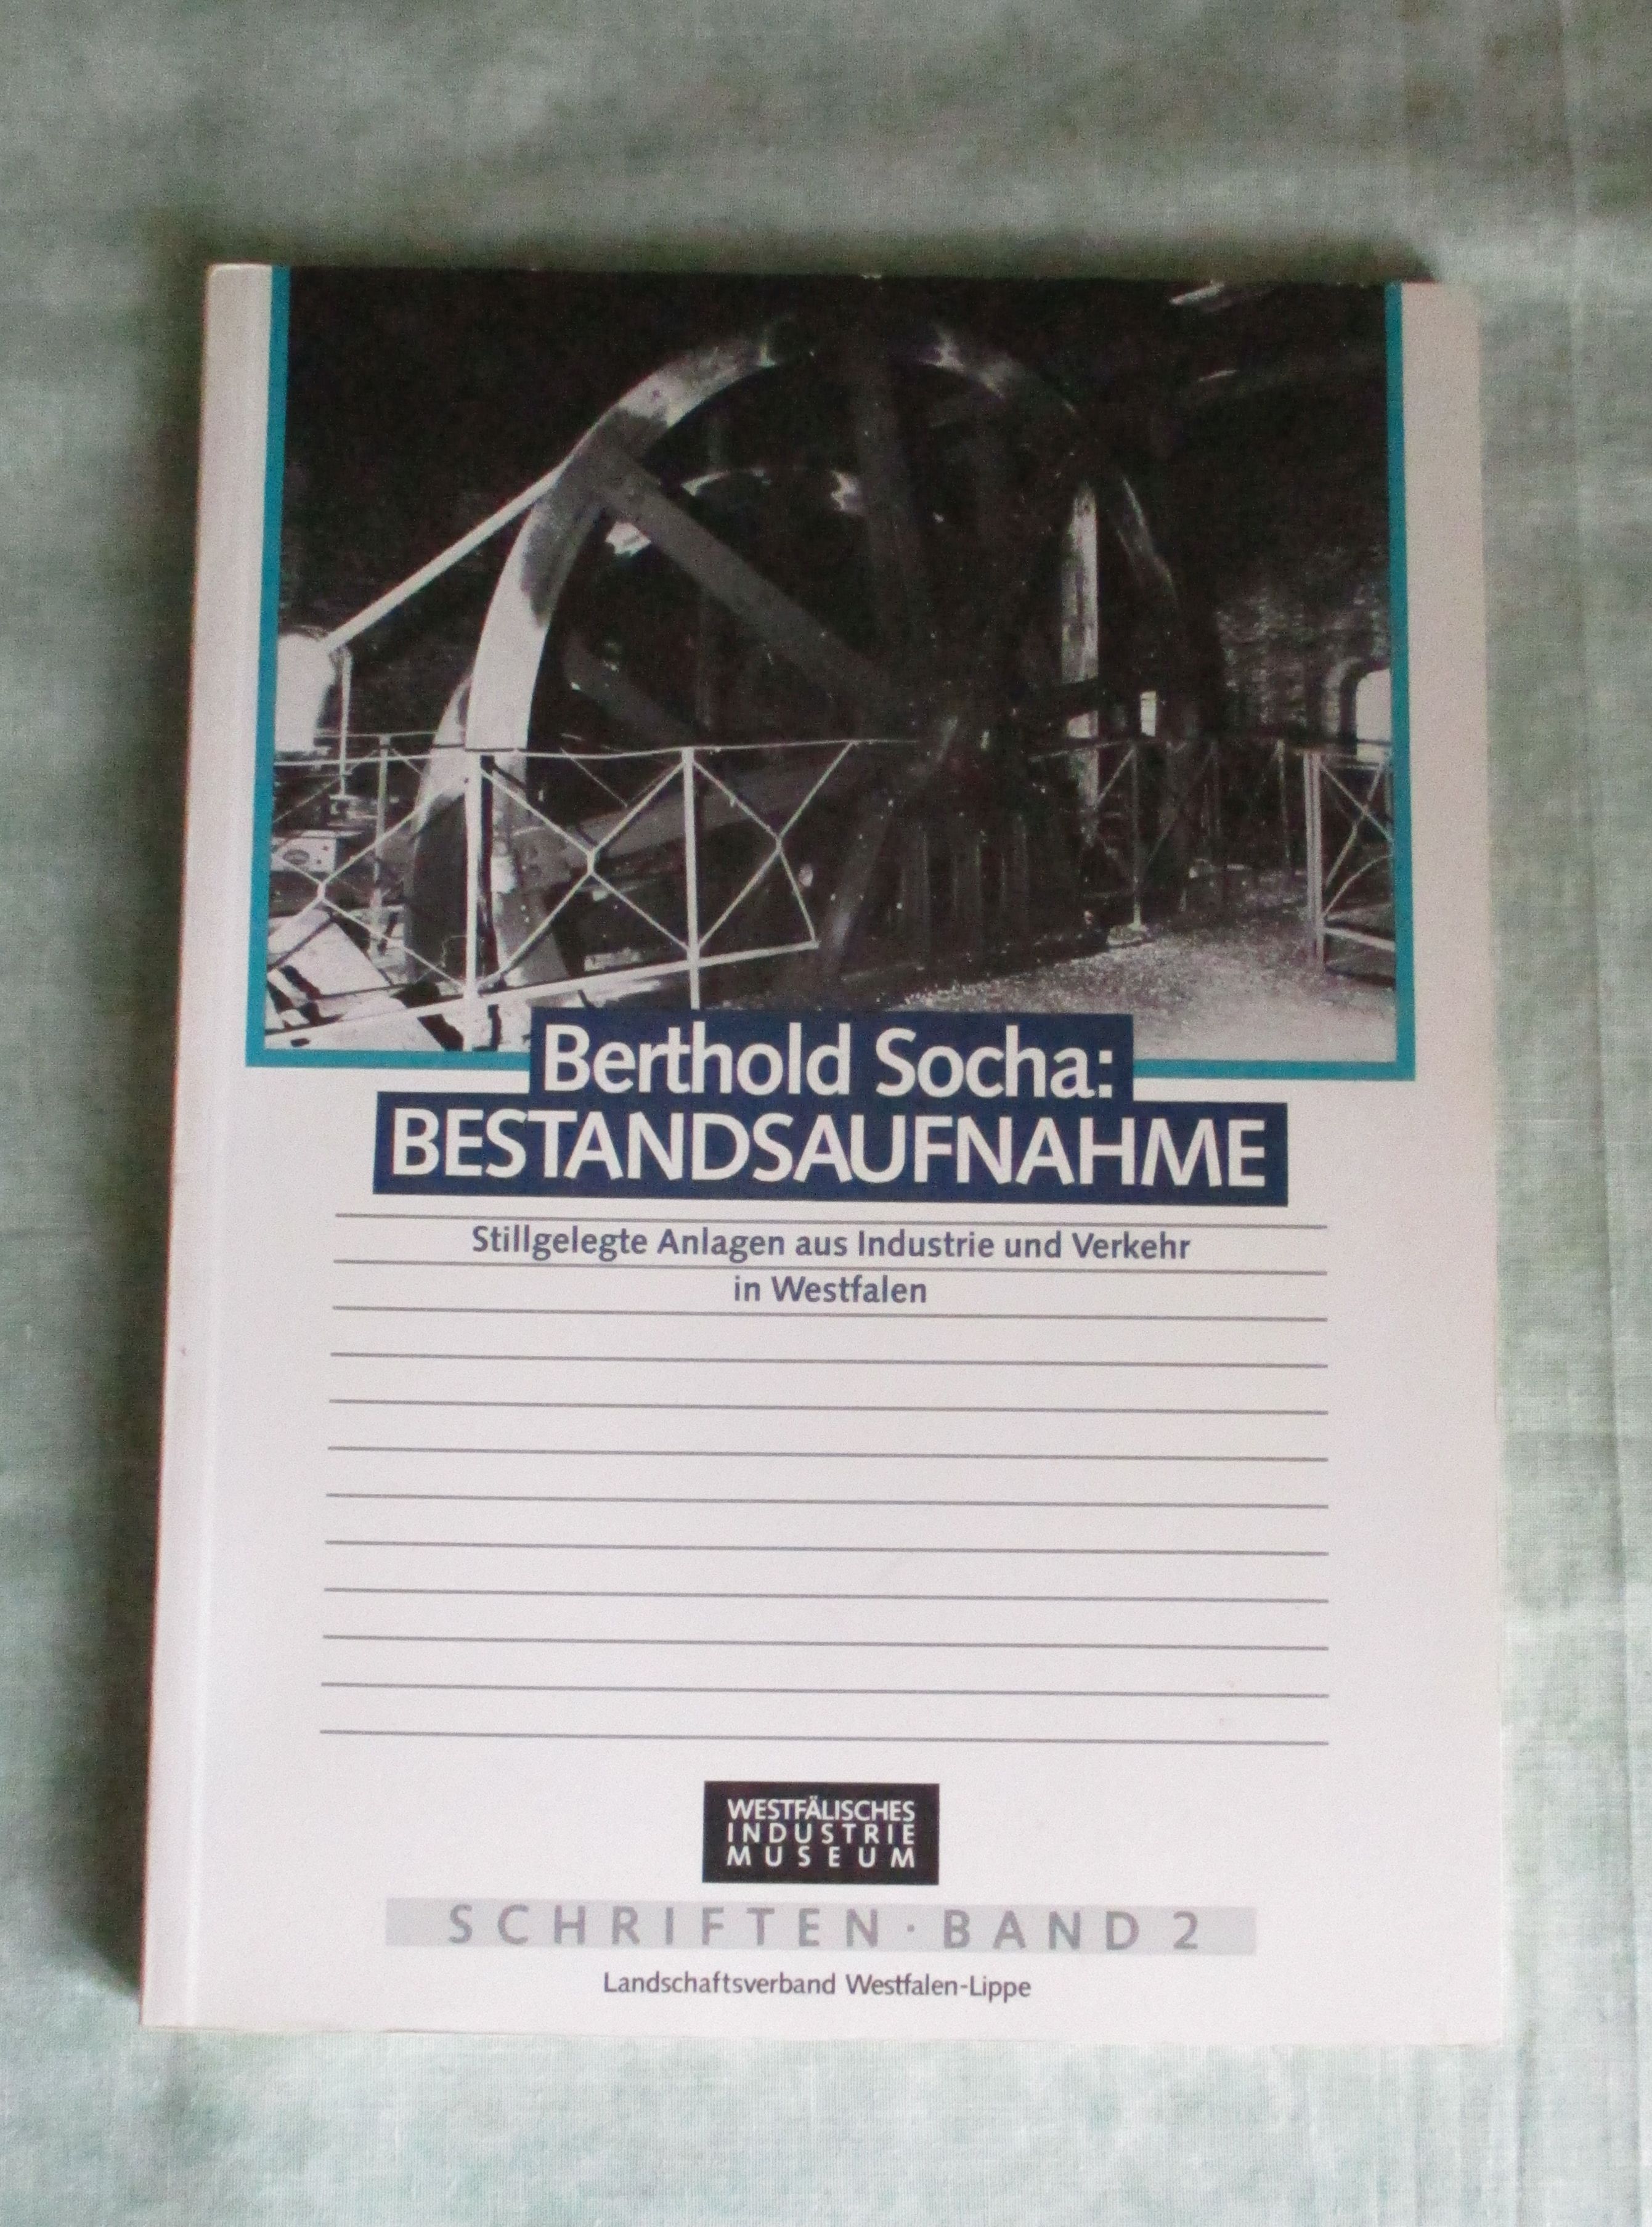 Berthold Socha:
BESTANDSAUFNAHME
Stillgelegte Anlagen aus Industrie und Verkehr
in Westfalen
WESTFÄLISCHES
INDUSTRIE
MUSEUM
SCHRIFTEN · BAND 2
Landschaftsverband Westfalen-Lippe